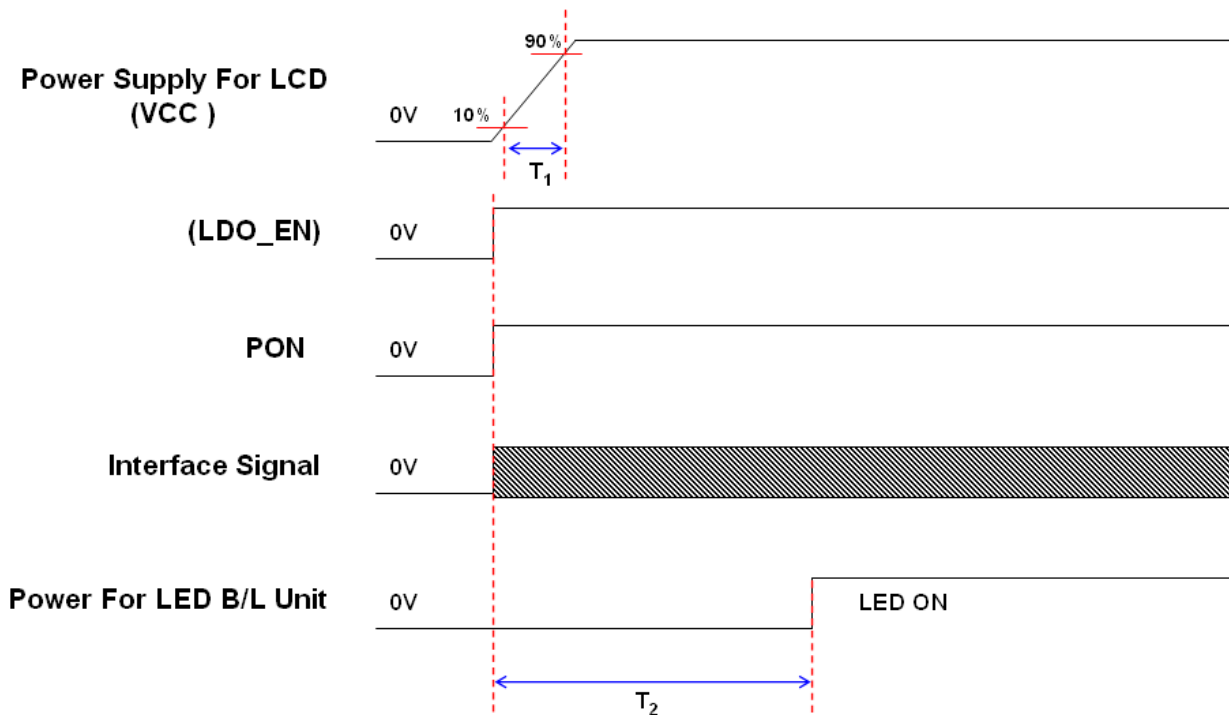 90%
Power Supply For LCD
(VCC )
0V
10%
T1
(LDO_EN)
0V
PON
0V
Interface Signal
0V
Power For LED B/L Unit
0V
LED ON
T2